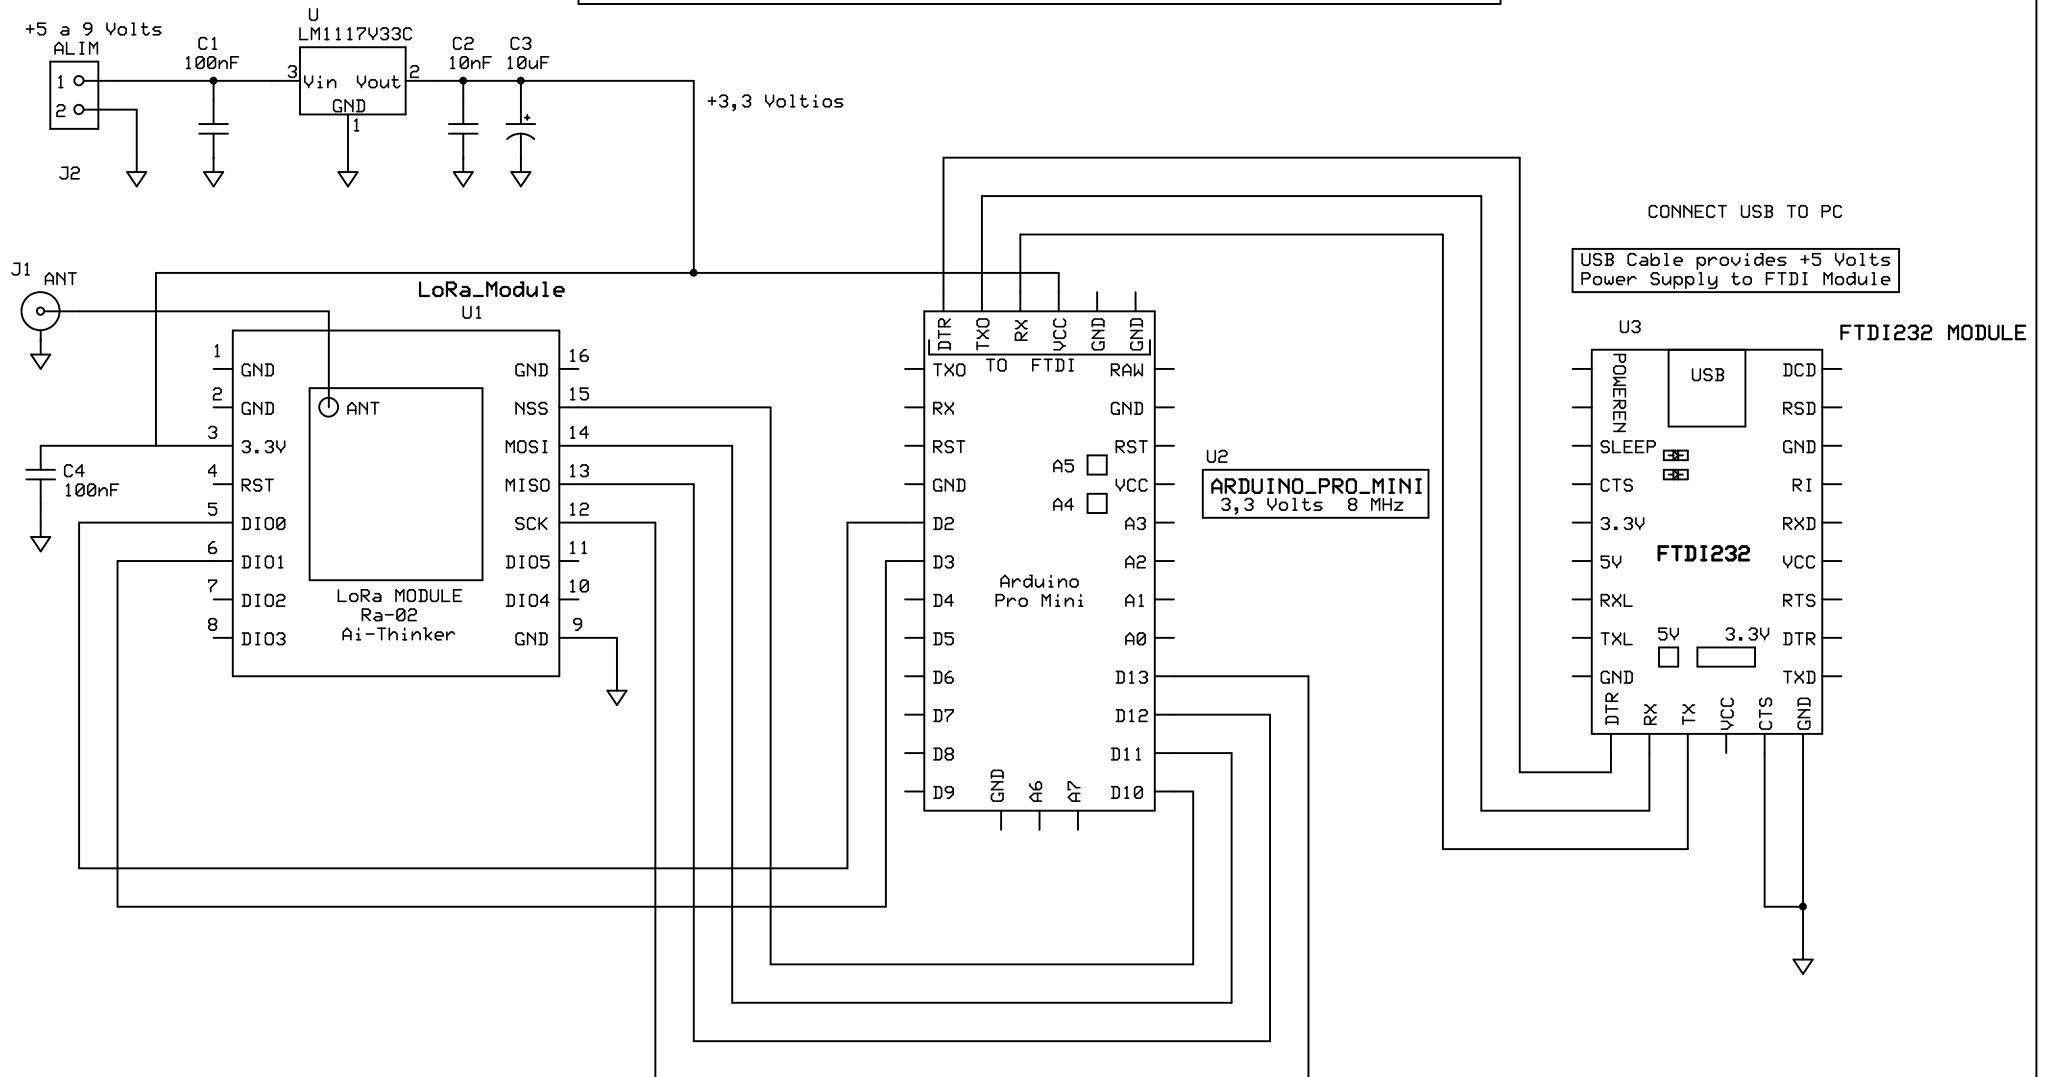 +5 a 9 Volts
ALIM
1
2
J2
C1
100nF
U
LM1117V33C
3
Vin
Vout
2
GND
1
C2
10nF
C3
10uF
+
+3,3 Voltios
J1
ANT
LoRa_Module
U1
1
GND
2
GND
3
3.3V
4
RST
5
DIO0
6
DIO1
7
DIO2
8
DIO3
ANT
LoRa MODULE
Ra-02
Ai-Thinker
16
GND
15
NSS
14
MOSI
13
MISO
12
SCK
11
DIO5
10
DIO4
9
GND
C4
100nF
DTR
TXO
RX
VCC
GND
GND
TO FTDI
TXO
RX
RST
GND
D2
D3
D4
D5
D6
D7
D8
D9
A5
A4
Arduino
Pro Mini
GND
A6
A7
RAW
GND
RST
VCC
A3
A2
A1
A0
D13
D12
D11
D10
U2
ARDUINO_PRO_MINI
3,3 Volts 8 MHz
CONNECT USB TO PC
USB Cable provides +5 Volts
Power Supply to FTDI Module
U3
FTDI232 MODULE
POWEREN
USB
SLEEP
CTS
3.3V
5V
RXL
TXL
GND
FTDI232
5V
3.3V
DCD
RSD
GND
RI
RXD
VCC
RTS
DTR
TXD
DTR
RX
TX
VCC
CTS
GND